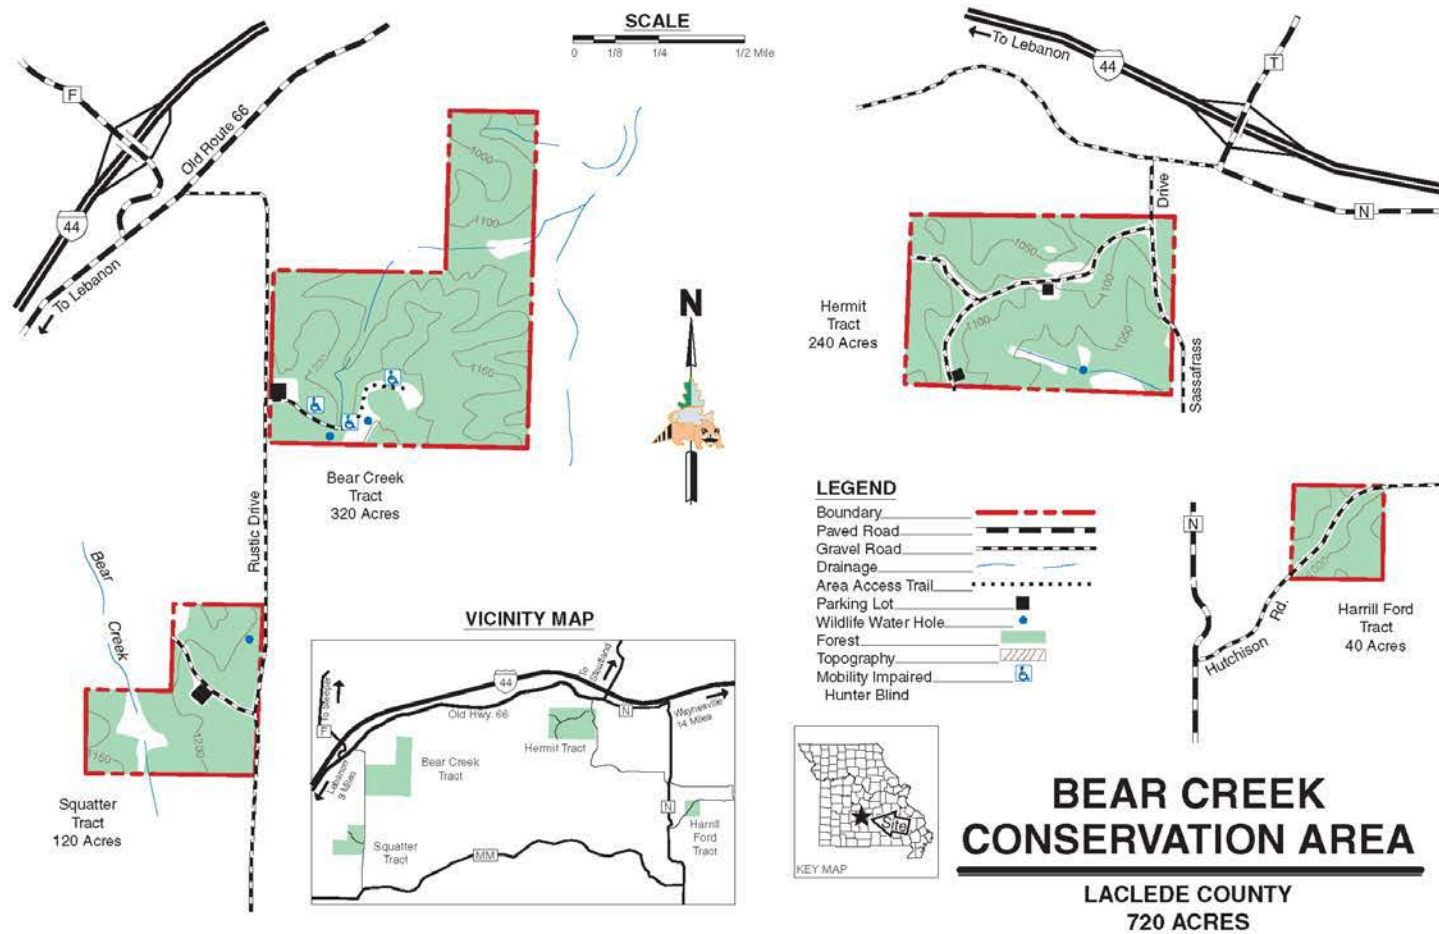 SCALE
0 1/8 1/4 1/2 Mile
F
Old Route 66
44
To Lebanon
1000
1100
1200
1150
Bear Creek
Tract
320 Acres
Rustic Drive
Bear
Creek
1150
1200
Squatter
Tract
120 Acres
N
To Lebanon
44
T
N
Drive
Sassafrass
1050
1100
1100
1050
Hermit
Tract
240 Acres
LEGEND
Boundary
Paved Road
Gravel Road
Drainage
Area Access Trail
Parking Lot
Wildlife Water Hole
Forest
Topography
Mobility Impaired
Hunter Blind
N
Hutchison Rd.
1000
Harrill Ford
Tract
40 Acres
VICINITY MAP
To Sleeper
F
44
To
Stoutland
Old Hwy. 66
N
Waynesville
14 Miles
Lebanon
9 Miles
Bear Creek
Tract
Hermit Tract
N
Squatter
Tract
MM
Harrill
Ford
Tract
Site
KEY MAP
BEAR CREEK
CONSERVATION AREA
LACLEDE COUNTY
720 ACRES